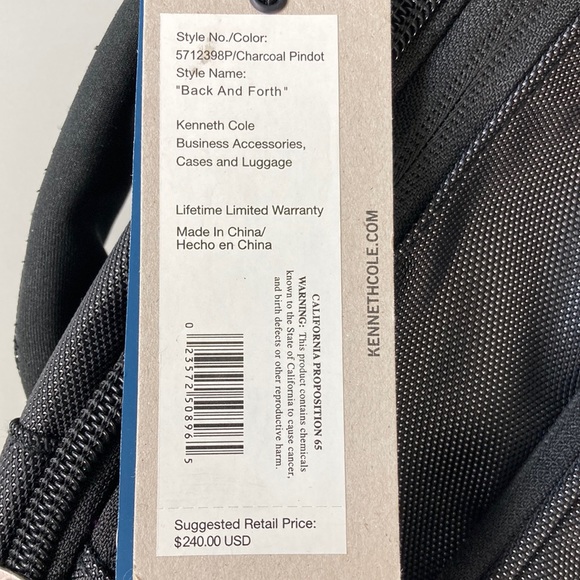 Style No./Color:
5712398P/Charcoal Pindot
Style Name:
"Back And Forth"
Kenneth Cole
Business Accessories,
Cases and Luggage
Lifetime Limited Warranty
Made In China/
Hecho en China
CALIFORNIA PROPOSITION 65
WARNING: This product contains chemicals
known to the State of California to cause cancer,
and birth defects or other reproductive harm.
0 23572 50896 5
Suggested Retail Price:
$240.00 USD
KENNETHCOLE.COM